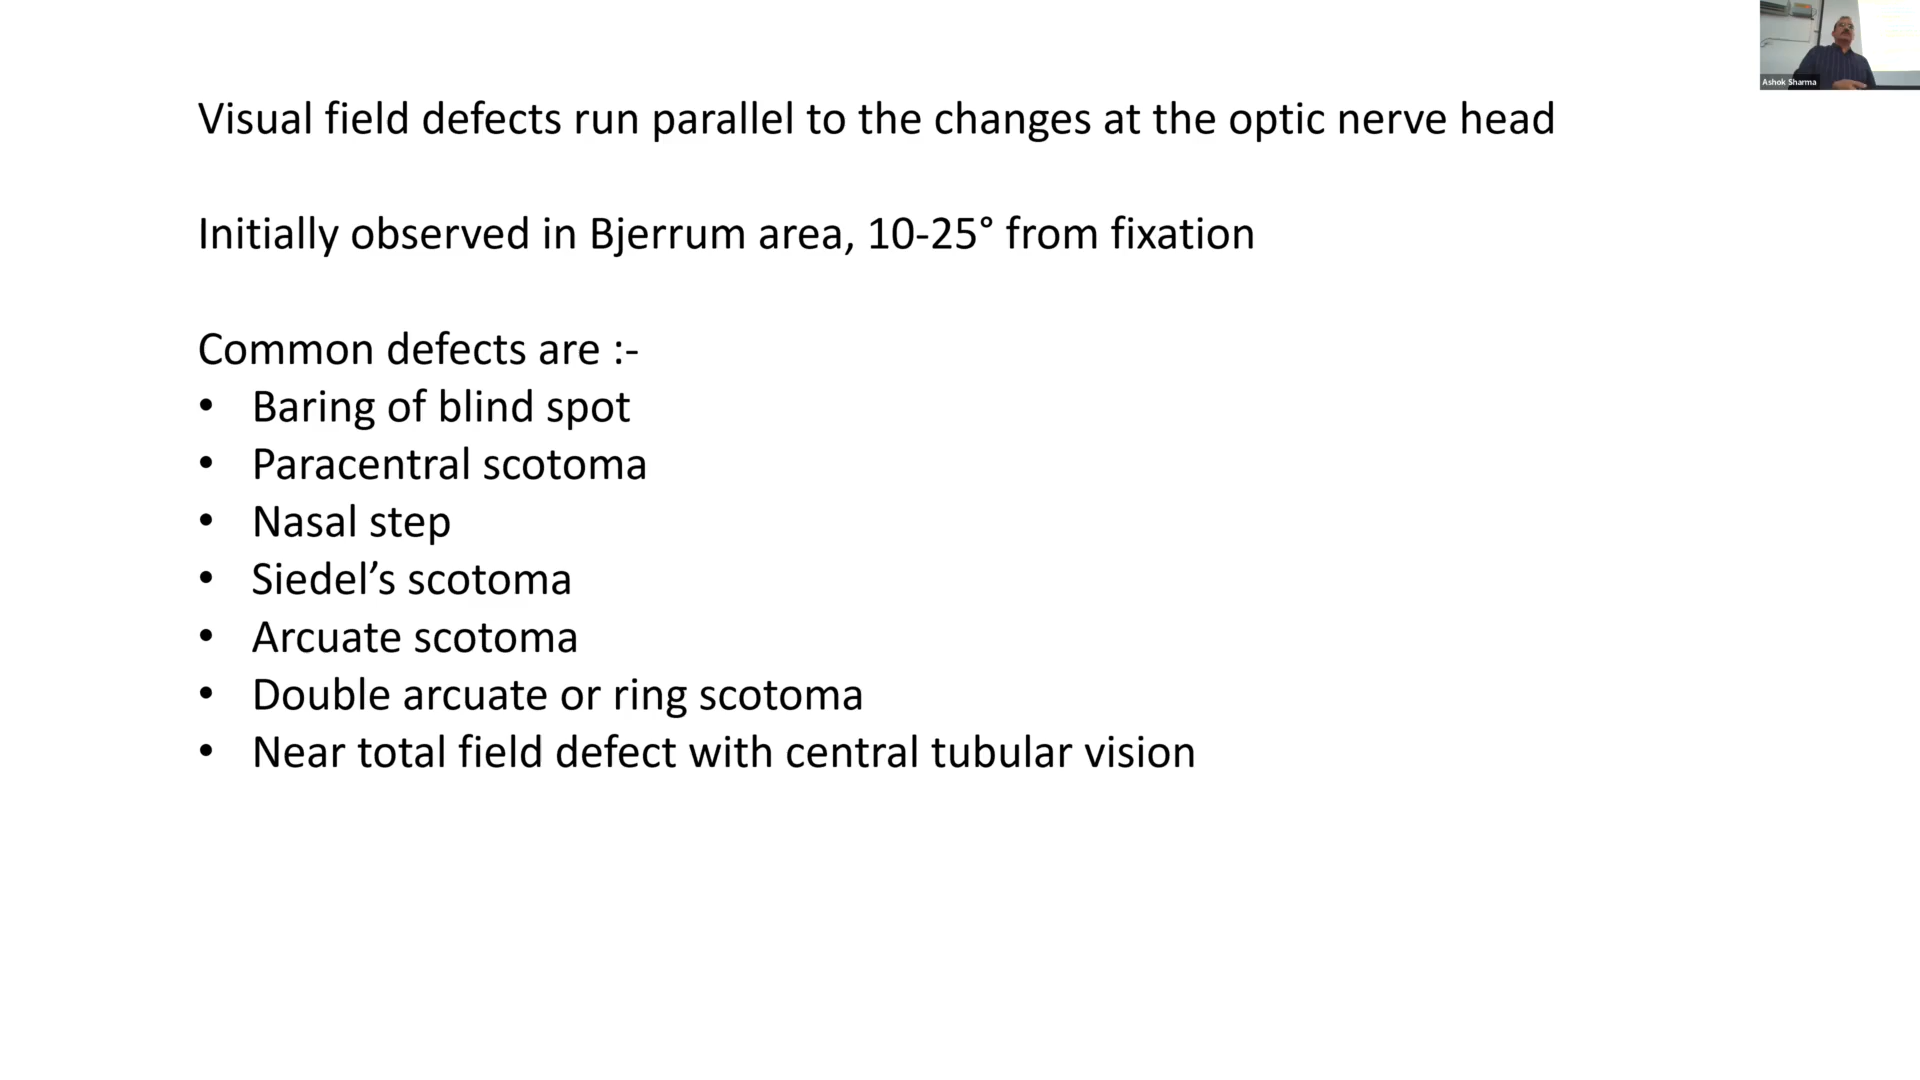 Visual field defects run parallel to the changes at the optic nerve head
Initially observed in Bjerrum area, 10-25° from fixation
Common defects are :-
• Baring of blind spot
• Paracentral scotoma
• Nasal step
• Siedel’s scotoma
• Arcuate scotoma
• Double arcuate or ring scotoma
• Near total field defect with central tubular vision
Ashok Sharma